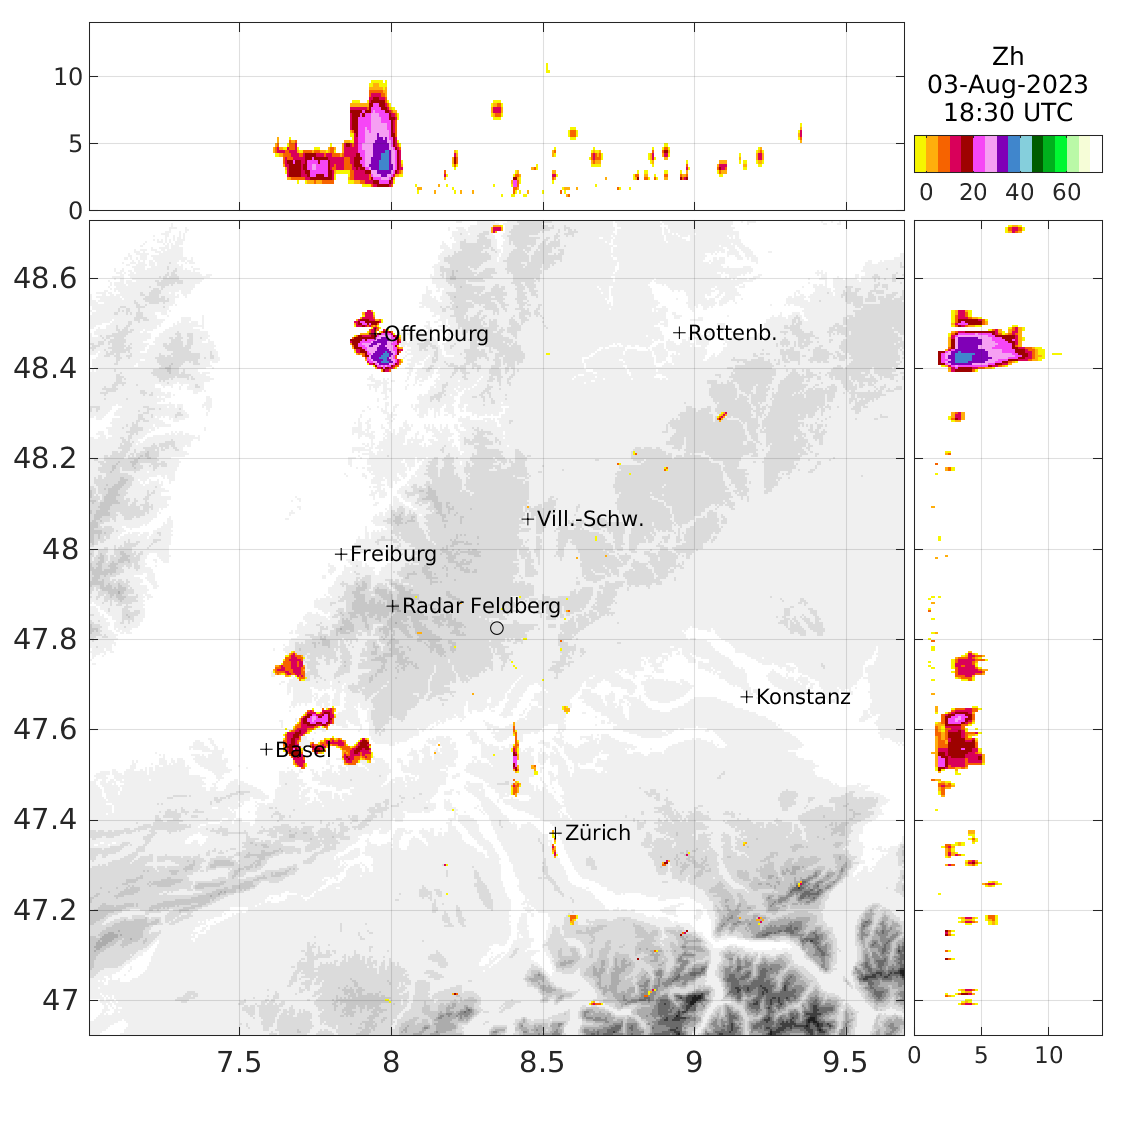 10
5
0
Zh
03-Aug-2023
18:30 UTC
0 20 40 60
48.6
48.4
48.2
48
47.8
47.6
47.4
47.2
47
Offenburg
Rottenb.
Vill.-Schw.
Freiburg
Radar Feldberg
Konstanz
Basel
Zürich
7.5 8 8.5 9 9.5
0 5 10